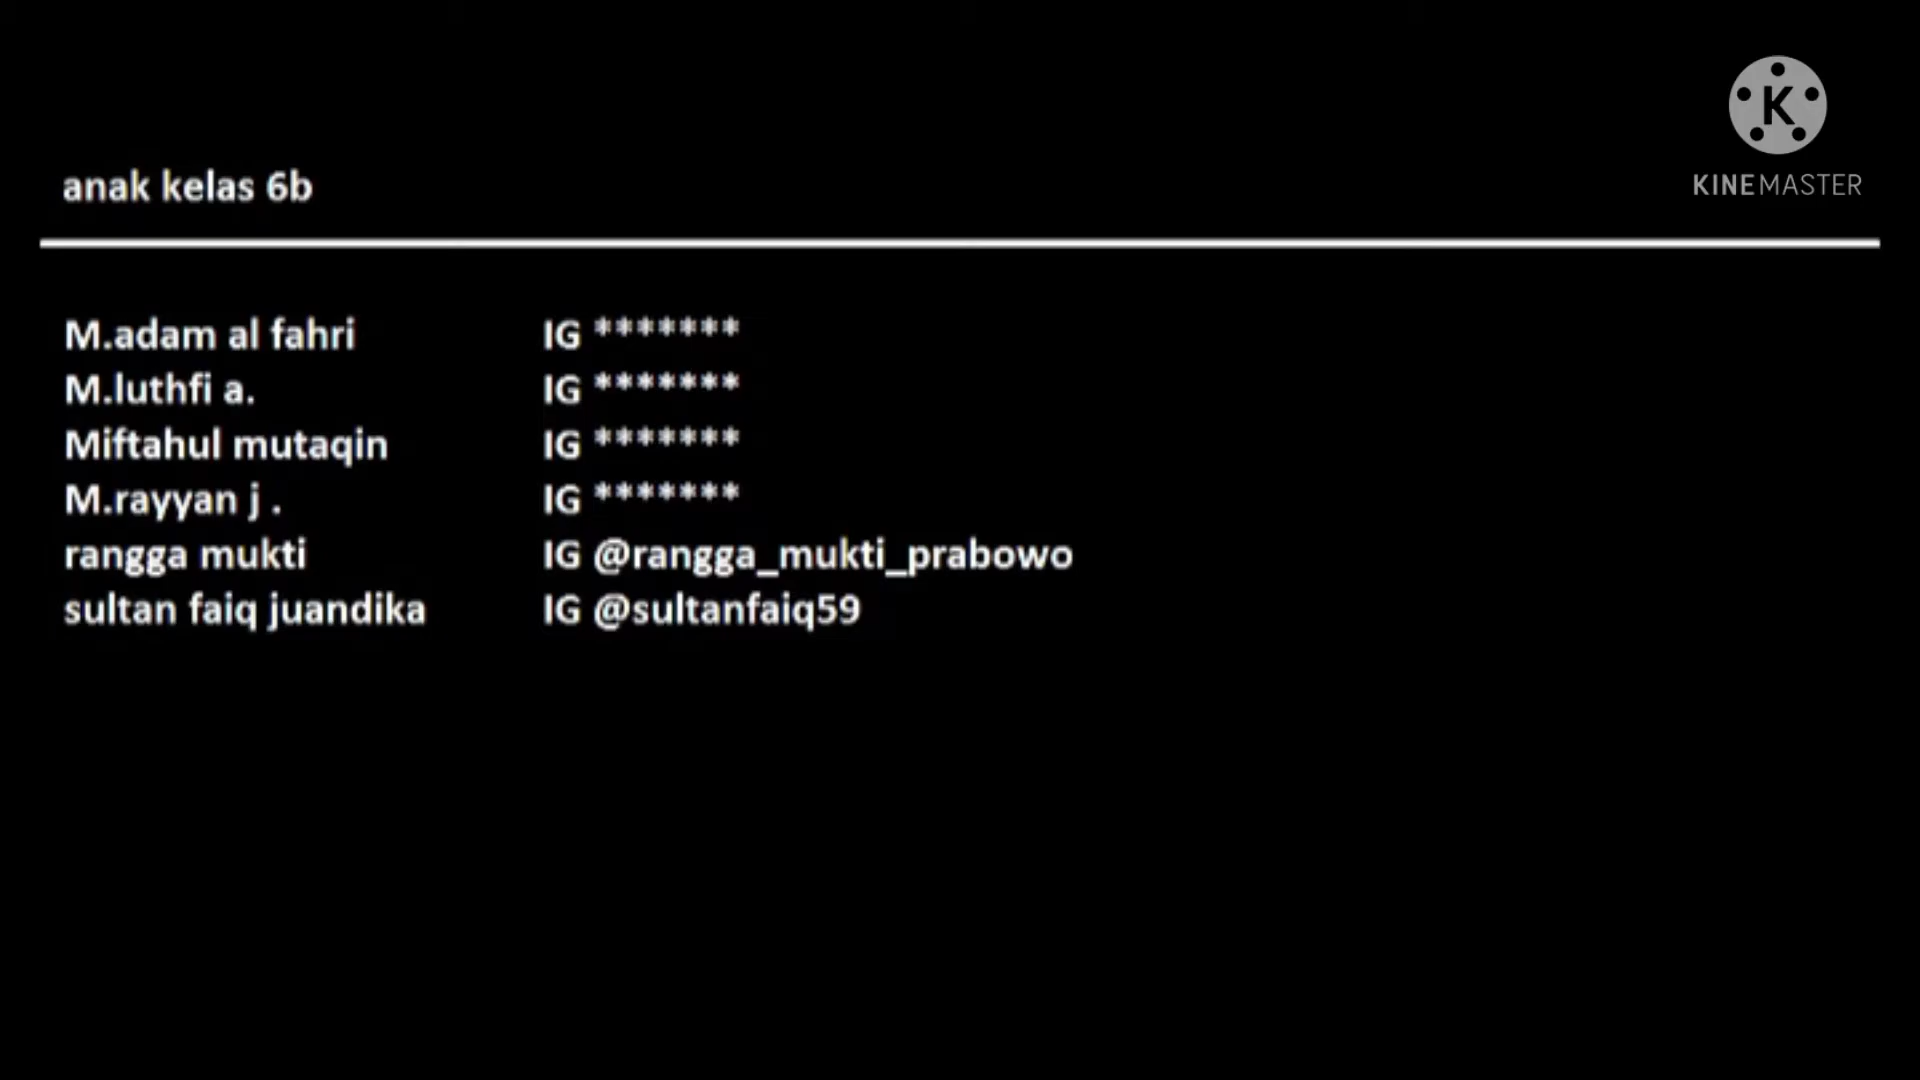 KINEMASTER
anak kelas 6b
M.adam al fahri IG *******
M.luthfi a. IG *******
Miftahul mutaqin IG *******
M.rayyan j . IG *******
rangga mukti IG @rangga_mukti_prabowo
sultan faiq juandika IG @sultanfaiq59